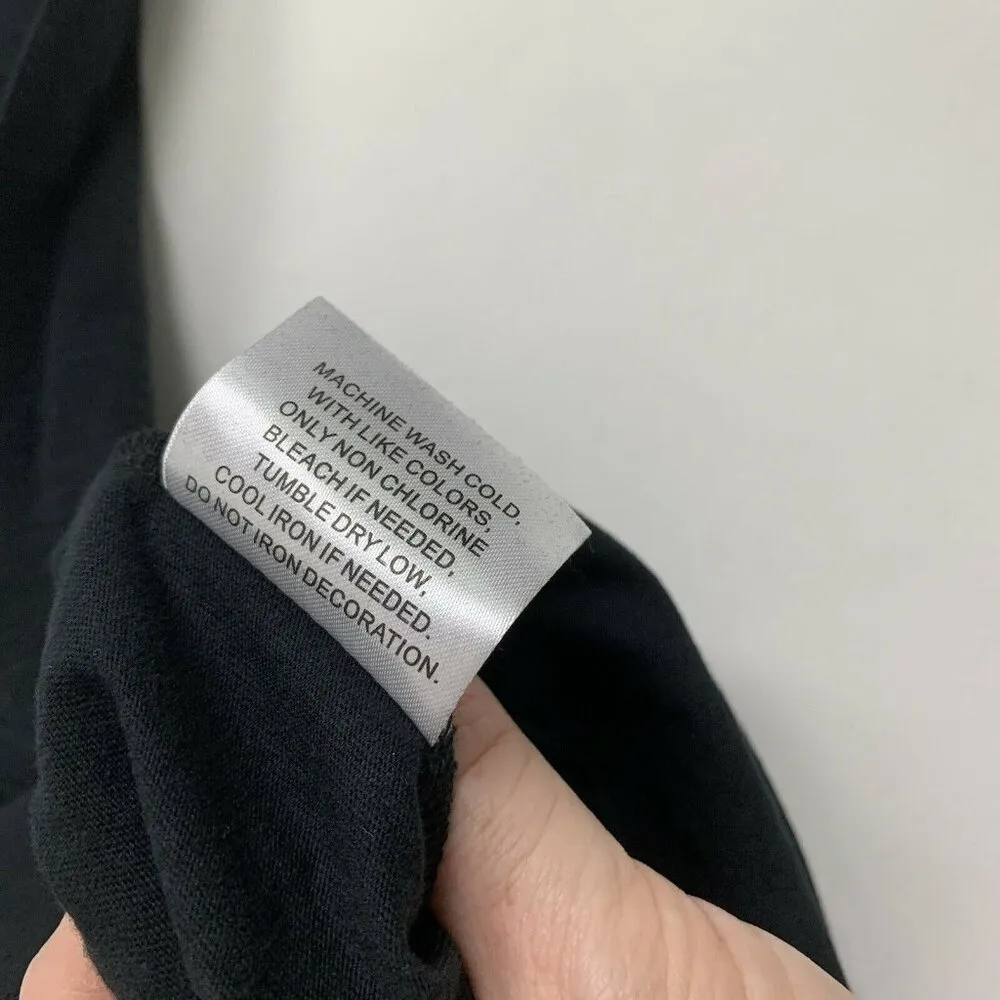 MACHINE WASH COLD,
WITH LIKE COLORS,
ONLY NON CHLORINE
BLEACH IF NEEDED,
TUMBLE DRY LOW,
COOL IRON IF NEEDED.
DO NOT IRON DECORATION.